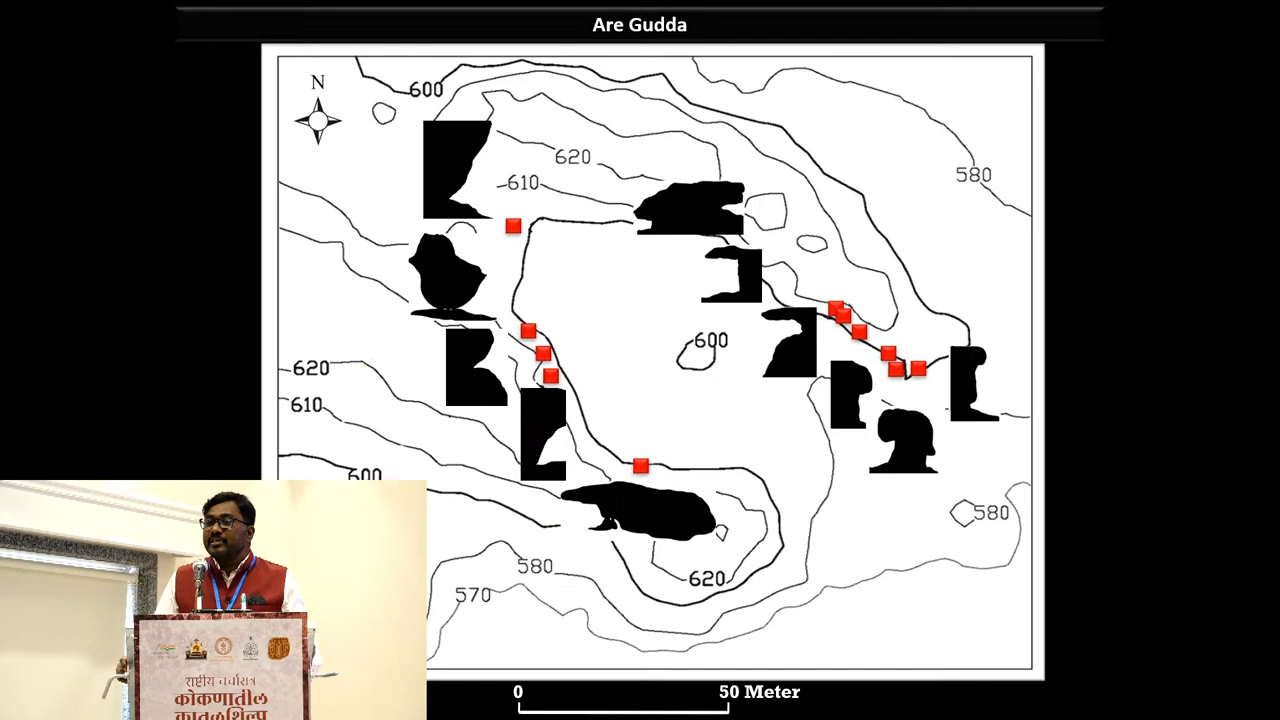 Are Gudda
N
600
580
620
610
600
620
610
600
580
580
620
570
0 50 Meter
राष्ट्रीय चर्चासत्र
कोकणातील
कातळशिल्प